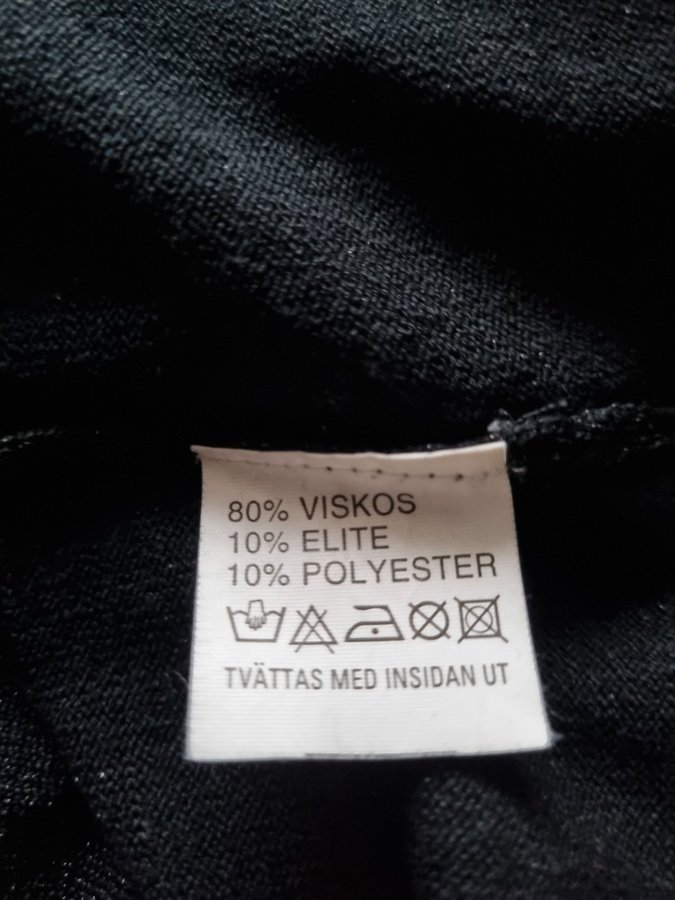 80% VISKOS
10% ELITE
10% POLYESTER
TVÄTTAS MED INSIDAN UT